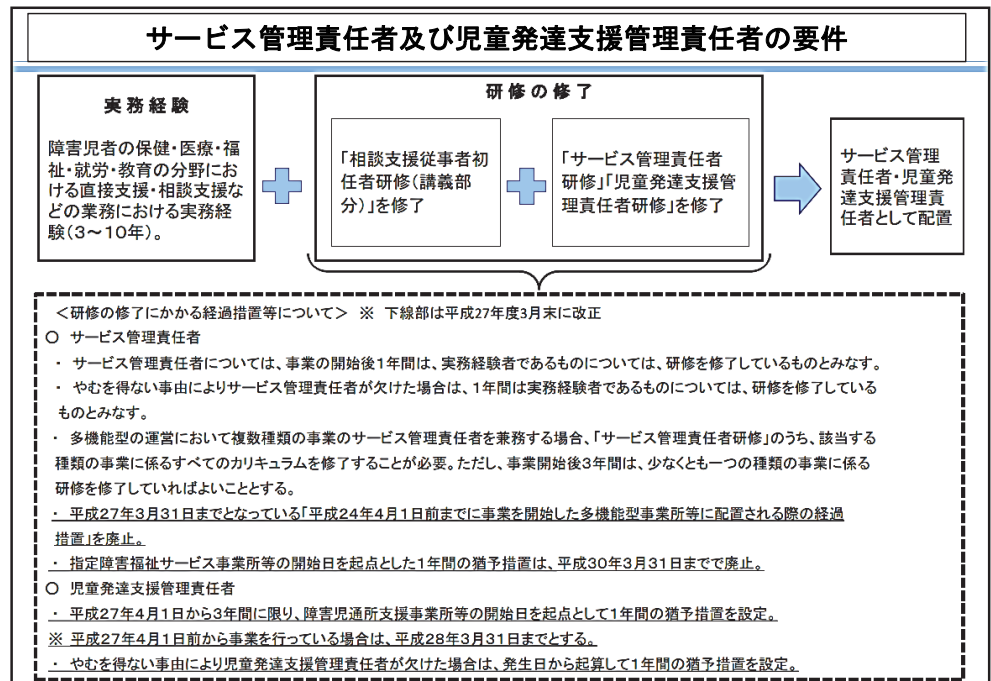 サービス管理責任者及び児童発達支援管理責任者の要件
実務経験
障害児者の保健・医療・福
祉・就労・教育の分野にお
ける直接支援・相談支援な
どの業務における実務経
験(3～10年)。
研修の修了
「相談支援従事者初
任者研修(講義部
分)」を修了
「サービス管理責任者
研修」「児童発達支援管
理責任者研修」を修了
サービス管理
責任者・児童発
達支援管理責
任者として配置
＜研修の修了にかかる経過措置等について＞ ※ 下線部は平成27年度3月末に改正
○ サービス管理責任者
・ サービス管理責任者については、事業の開始後1年間は、実務経験者であるものについては、研修を修了しているものとみなす。
・ やむを得ない事由によりサービス管理責任者が欠けた場合は、1年間は実務経験者であるものについては、研修を修了している
ものとみなす。
・ 多機能型の運営において複数種類の事業のサービス管理責任者を兼務する場合、「サービス管理責任者研修」のうち、該当する
種類の事業に係るすべてのカリキュラムを修了することが必要。ただし、事業開始後3年間は、少なくとも一つの種類の事業に係る
研修を修了していればよいこととする。
・ 平成27年3月31日までとなっている「平成24年4月1日前までに事業を開始した多機能型事業所等に配置される際の経過
措置」を廃止。
・ 指定障害福祉サービス事業所等の開始日を起点とした1年間の猶予措置は、平成30年3月31日までで廃止。
○ 児童発達支援管理責任者
・ 平成27年4月1日から3年間に限り、障害児通所支援事業所等の開始日を起点として1年間の猶予措置を設定。
※ 平成27年4月1日前から事業を行っている場合は、平成28年3月31日までとする。
・ やむを得ない事由により児童発達支援管理責任者が欠けた場合は、発生日から起算して1年間の猶予措置を設定。